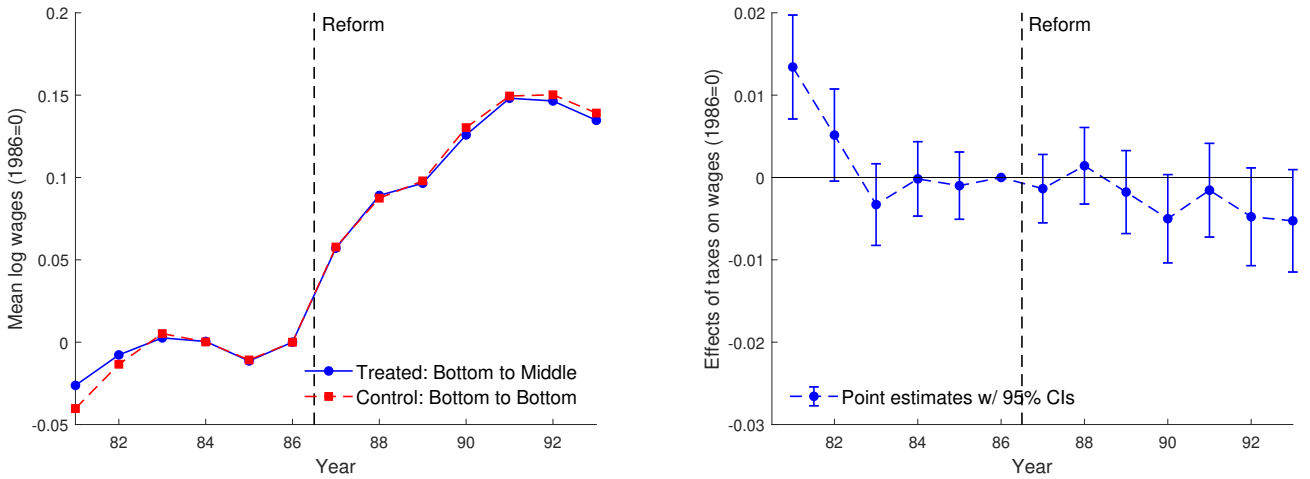 Mean log wages (1986=0)
0.2
0.15
0.1
0.05
0
-0.05
Reform
Treated: Bottom to Middle
Control: Bottom to Bottom
82 84 86 88 90 92
Year
Effects of taxes on wages (1986=0)
0.02
0.01
0
-0.01
-0.02
-0.03
Reform
Point estimates w/ 95% CIs
82 84 86 88 90 92
Year